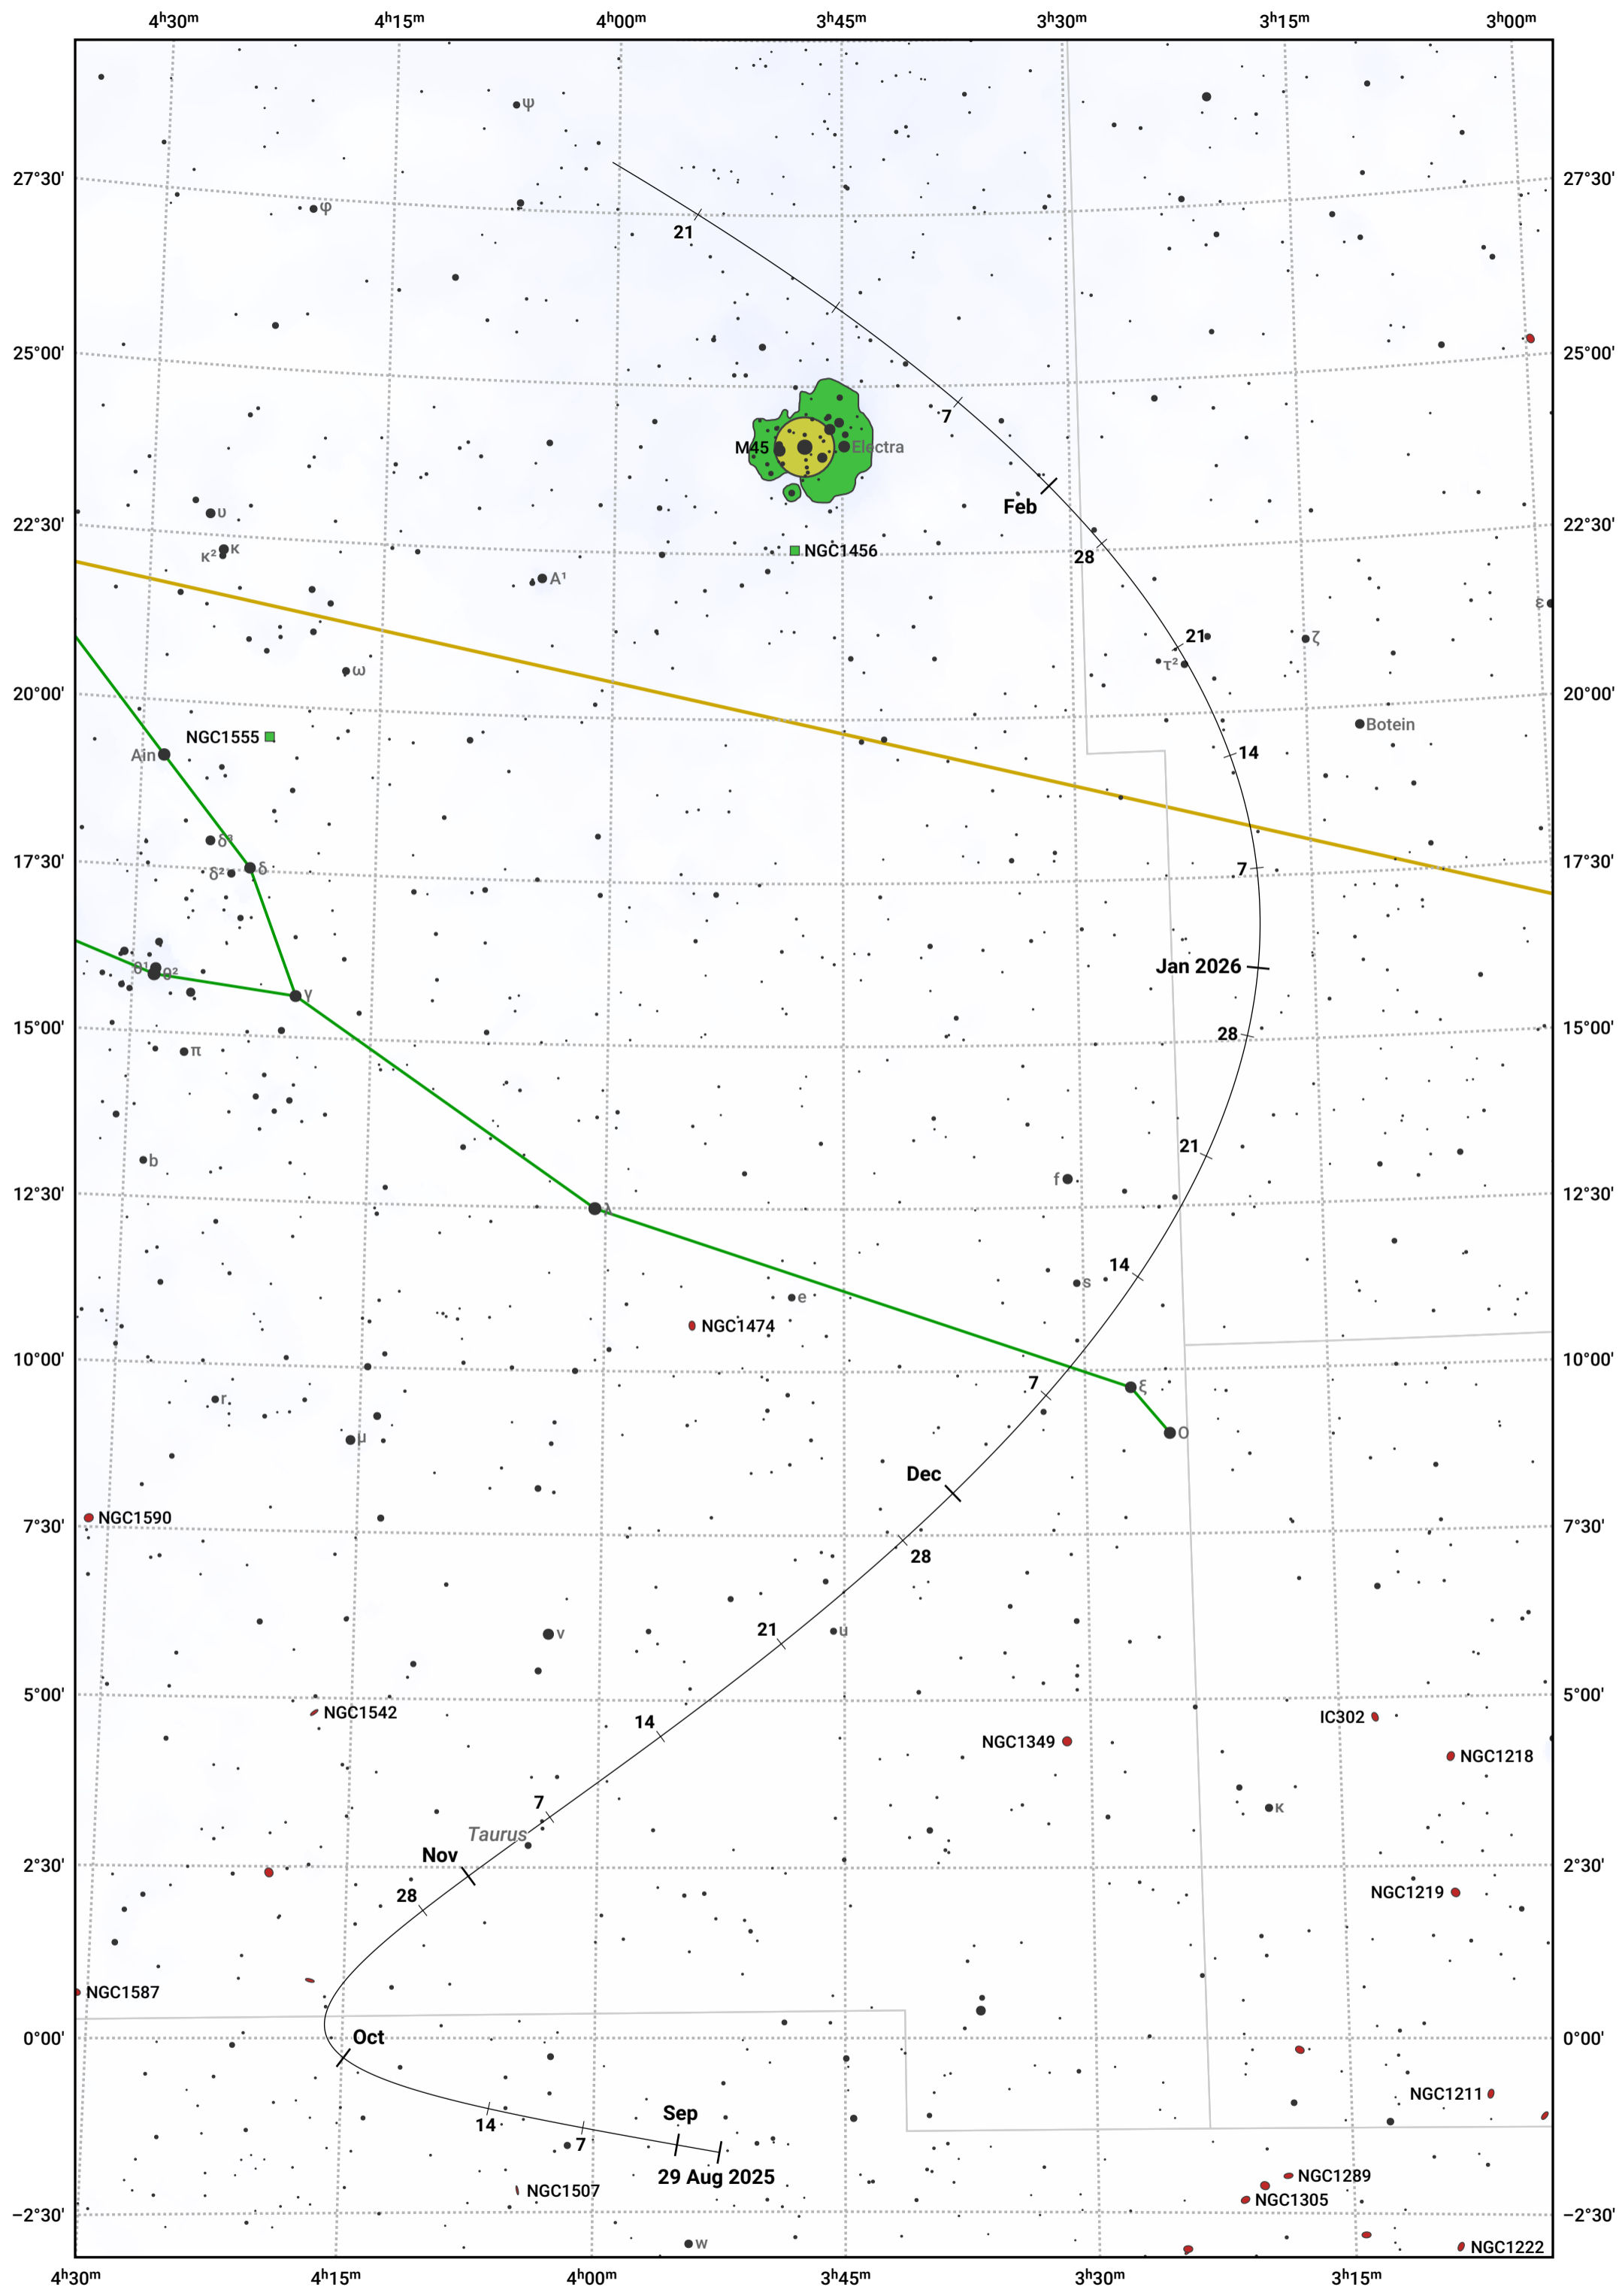 4h30m 4h15m 4h00m 3h45m 3h30m 3h15m 3h00m
ψ
27°30' 27°30'
φ
21
25°00' 25°00'
7
M45 Electra
Feb
υ
22°30' 22°30'
κ² κ NGC1456 28
A¹
ε
21 ζ
τ²
ω
20°00' 20°00'
Botein
NGC1555
Ain 14
δ³
17°30' δ² δ 7 17°30'
θ¹ θ² Jan 2026
γ
15°00' 28 15°00'
π
21
b
f
12°30' 12°30'
λ
14
s
e
NGC1474
10°00' 10°00'
7 ξ
r
μ ο
Dec
NGC1590
7°30' 7°30'
28
21 u
ν
5°00' 5°00'
NGC1542 IC302
14
NGC1349
NGC1218
7 κ
Taurus
Nov
2°30' 2°30'
28 NGC1219
NGC1587
0°00' Oct 0°00'
NGC1211
Sep
14
7
29 Aug 2025 NGC1289
NGC1507 NGC1305
−2°30' −2°30'
w NGC1222
4h30m 4h15m 4h00m 3h45m 3h30m 3h15m